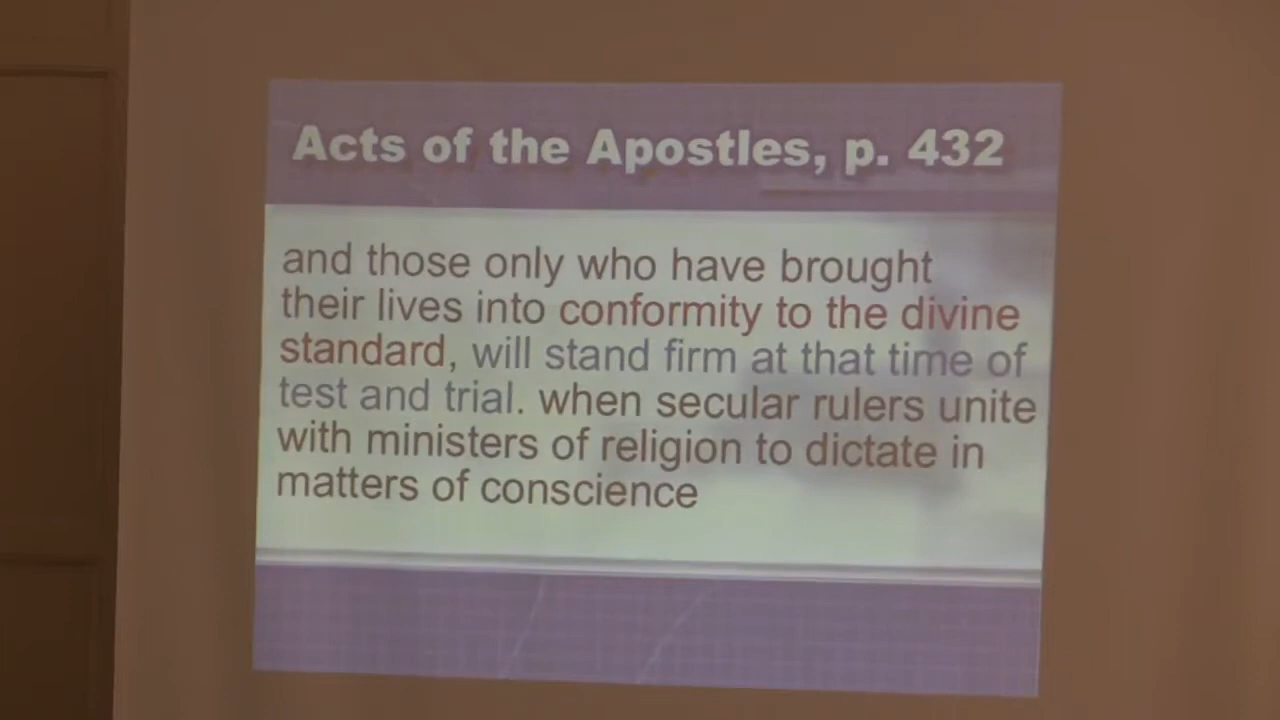 Acts of the Apostles, p. 432
and those only who have brought
their lives into conformity to the divine
standard, will stand firm at that time of
test and trial. when secular rulers unite
with ministers of religion to dictate in
matters of conscience